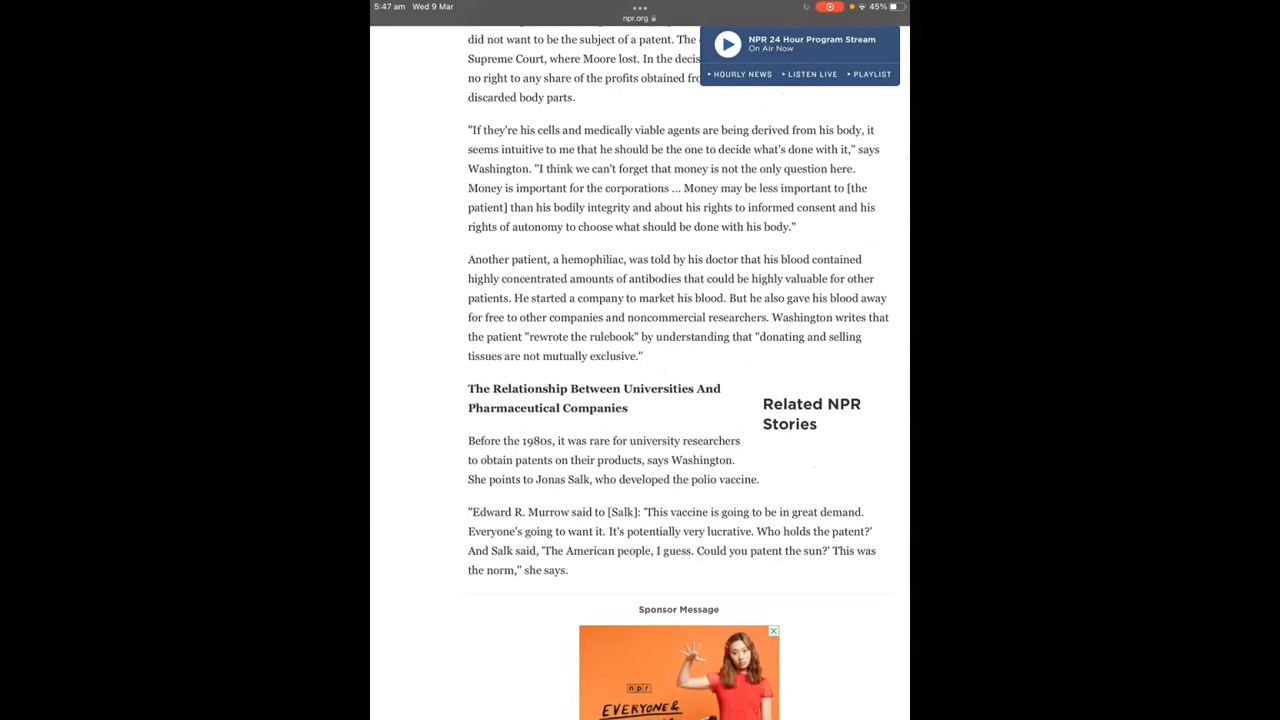 5:47 am Wed 9 Mar
45%
npr.org
did not want to be the subject of a patent. The
Supreme Court, where Moore lost. In the
no right to any share of the profits obtained
discarded body parts.
NPR 24 Hour Program Stream
On Air Now
HOURLY NEWS LISTEN LIVE PLAYLIST
"If they're his cells and medically viable agents are being derived from his body, it
seems intuitive to me that he should be the one to decide what's done with it," says
Washington. "I think we can't forget that money is not the only question here.
Money is important for the corporations ... Money may be less important to [the
patient] than his bodily integrity and about his rights to informed consent and his
rights of autonomy to choose what should be done with his body."
Another patient, a hemophiliac, was told by his doctor that his blood contained
highly concentrated amounts of antibodies that could be highly valuable for other
patients. He started a company to market his blood. But he also gave his blood away
for free to other companies and noncommercial researchers. Washington writes that
the patient "rewrote the rulebook" by understanding that "donating and selling
tissues are not mutually exclusive."
The Relationship Between Universities And
Pharmaceutical Companies
Related NPR
Stories
Before the 1980s, it was rare for university researchers
to obtain patents on their products, says Washington.
She points to Jonas Salk, who developed the polio vaccine.
"Edward R. Murrow said to [Salk]: 'This vaccine is going to be in great demand.
Everyone's going to want it. It's potentially very lucrative. Who holds the patent?'
And Salk said, 'The American people, I guess. Could you patent the sun?' This was
the norm," she says.
Sponsor Message
npr
EVERYONE &